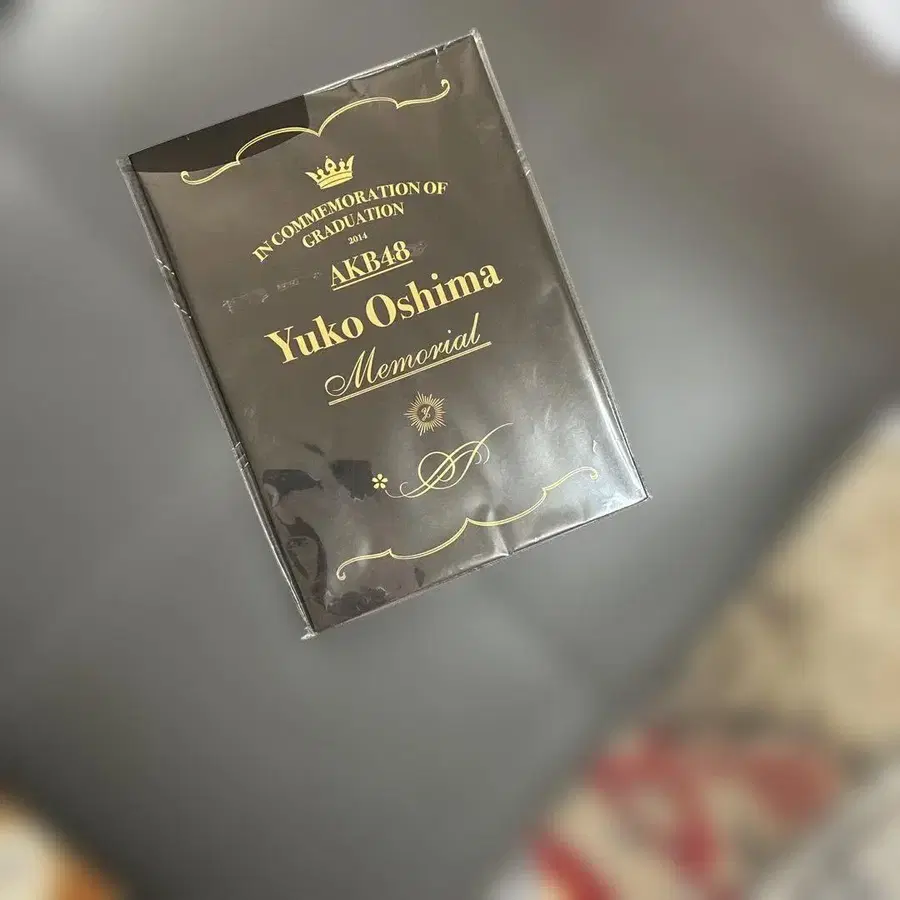 IN COMMEMORATION OF
GRADUATION
2014
AKB48
Yuko Oshima
Memorial
Y